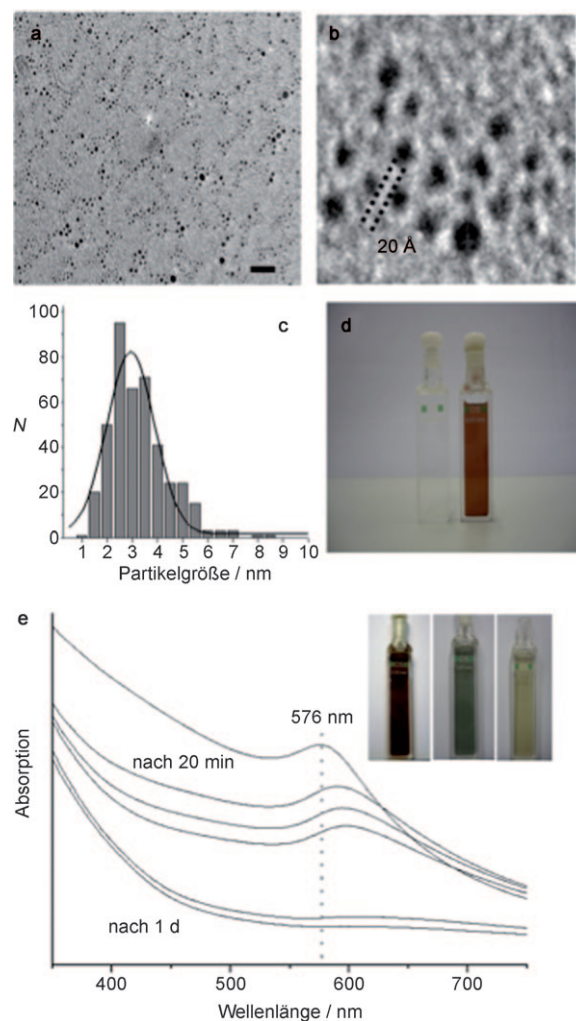 a
b
20 Å
c
N
100
80
60
40
20
0
1 2 3 4 5 6 7 8 9 10
Partikelgröße / nm
d
e
576 nm
nach 20 min
nach 1 d
Absorption
400 500 600 700
Wellenlänge / nm